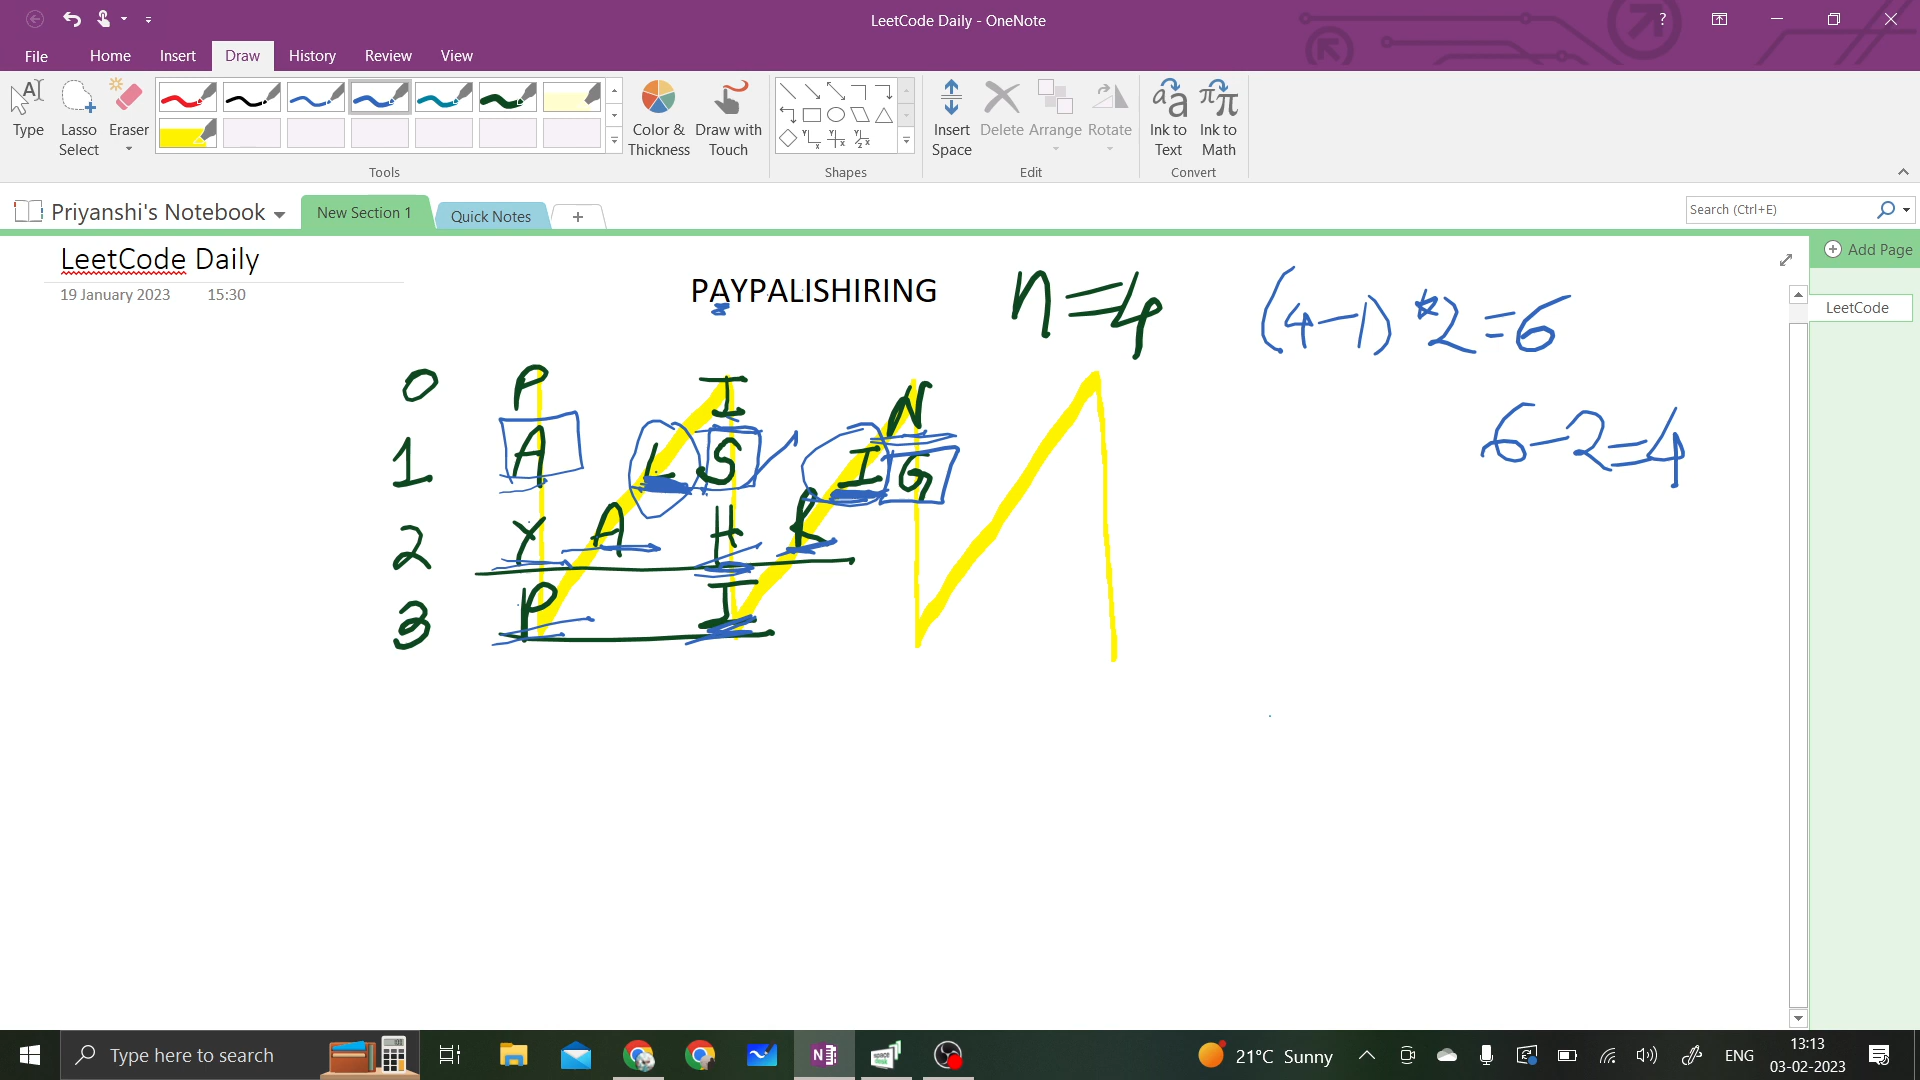 LeetCode Daily - OneNote
?
File Home Insert Draw History Review View
Type
Lasso Select
Eraser
Color & Thickness
Draw with Touch
Insert Space
Delete
Arrange
Rotate
Ink to Text
Ink to Math
Tools
Shapes
Edit
Convert
Priyanshi's Notebook
New Section 1
Quick Notes
+
Search (Ctrl+E)
LeetCode Daily
Add Page
19 January 2023 15:30
LeetCode
PAYPALISHIRING
n=4
(4-1)*2=6
6-2=4
0 P I N
1 A L S I G
2 Y A H R
3 P I
Type here to search
21°C Sunny
ENG
13:13
03-02-2023